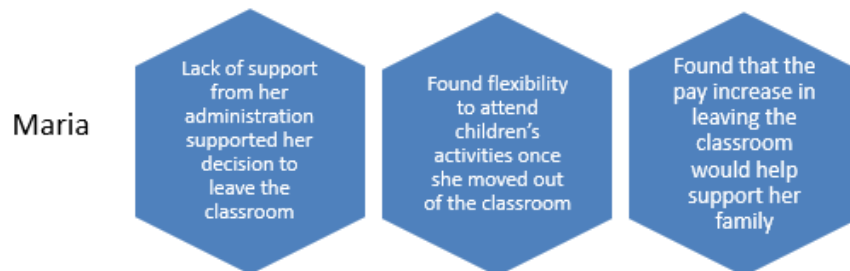 Maria
Lack of support
from her
administration
supported her
decision to
leave the
classroom
Found flexibility
to attend
children’s
activities once
she moved out
of the classroom
Found that the
pay increase in
leaving the
classroom
would help
support her
family